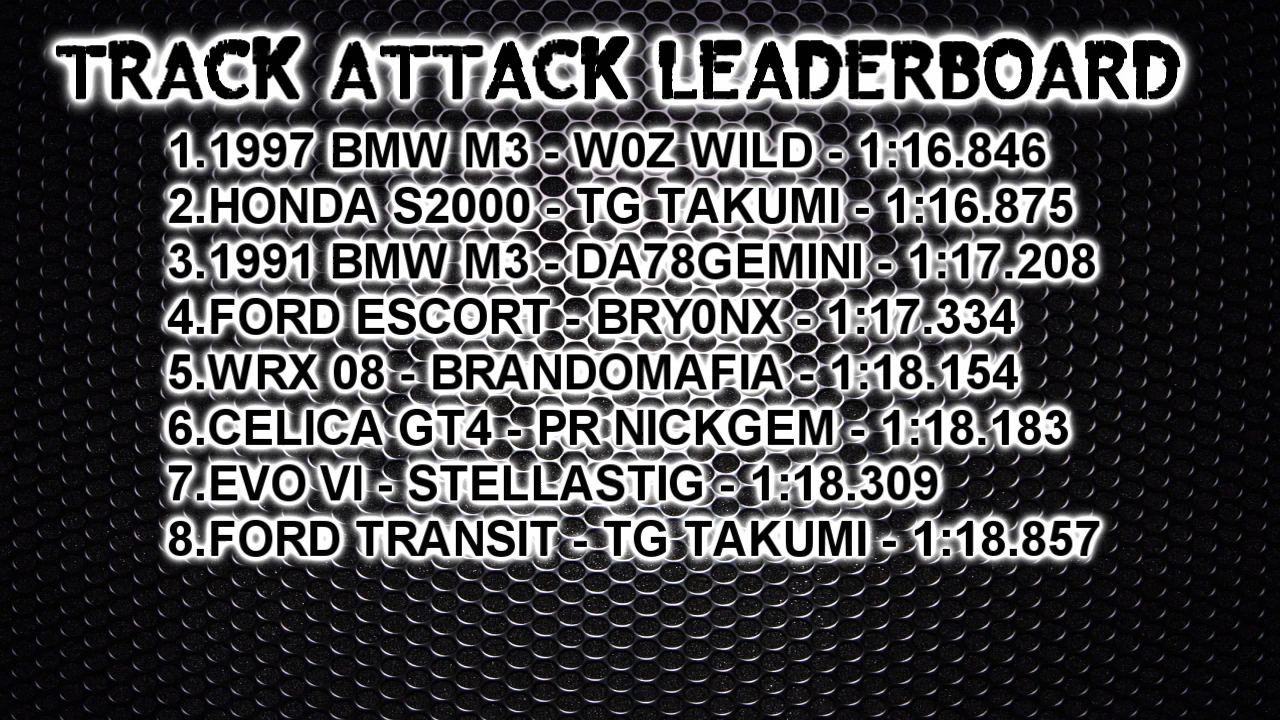 TRACK ATTACK LEADERBOARD
1.1997 BMW M3 - W0Z WILD - 1:16.846
2.HONDA S2000 - TG TAKUMI - 1:16.875
3.1991 BMW M3 - DA78GEMINI - 1:17.208
4.FORD ESCORT - BRY0NX - 1:17.334
5.WRX 08 - BRANDOMAFIA - 1:18.154
6.CELICA GT4 - PR NICKGEM - 1:18.183
7.EVO VI - STELLASTIG - 1:18.309
8.FORD TRANSIT - TG TAKUMI - 1:18.857